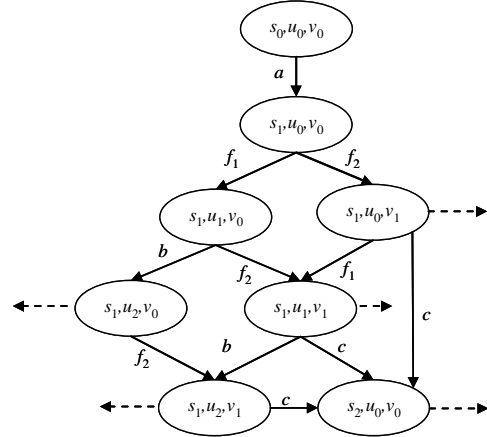 s₀,u₀,v₀
a
s₁,u₀,v₀
f₁ f₂
s₁,u₁,v₀ s₁,u₀,v₁
b f₂ f₁
s₁,u₂,v₀ s₁,u₁,v₁ c
f₂ b c
s₁,u₂,v₁ c s₂,u₀,v₀